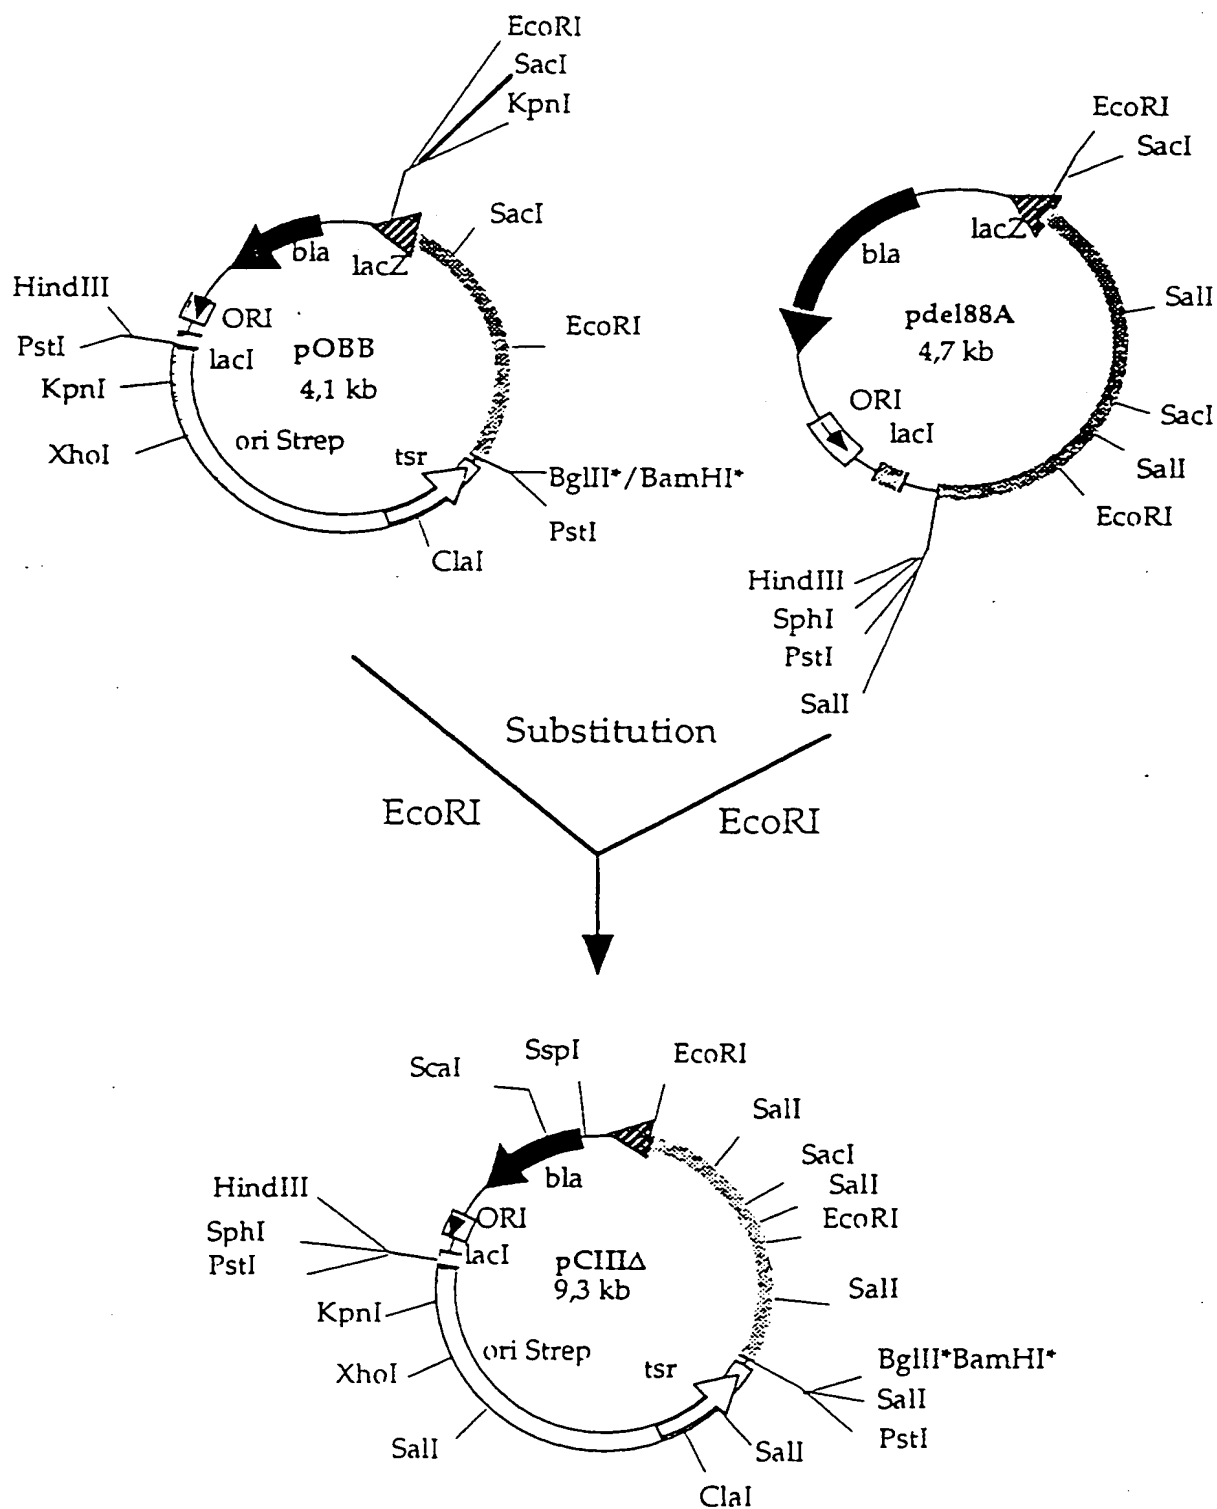 EcoRI
SacI
KpnI
SacI
bla
lacZ
HindIII
ORI
EcoRI
PstI
lacI
pOBB
KpnI
4,1 kb
XhoI
ori Strep
tsr
BglII*/BamHI*
PstI
ClaI
EcoRI
SacI
lacZ
bla
SalI
pdel88A
4,7 kb
ORI
SacI
lacI
SalI
EcoRI
HindIII
SphI
PstI
SalI
Substitution
EcoRI
EcoRI
SspI
EcoRI
ScaI
SalI
SacI
bla
SalI
HindIII
ORI
EcoRI
SphI
lacI
pCIIIΔ
PstI
9,3 kb
SalI
KpnI
ori Strep
BglII*BamHI*
XhoI
tsr
SalI
PstI
SalI
SalI
ClaI